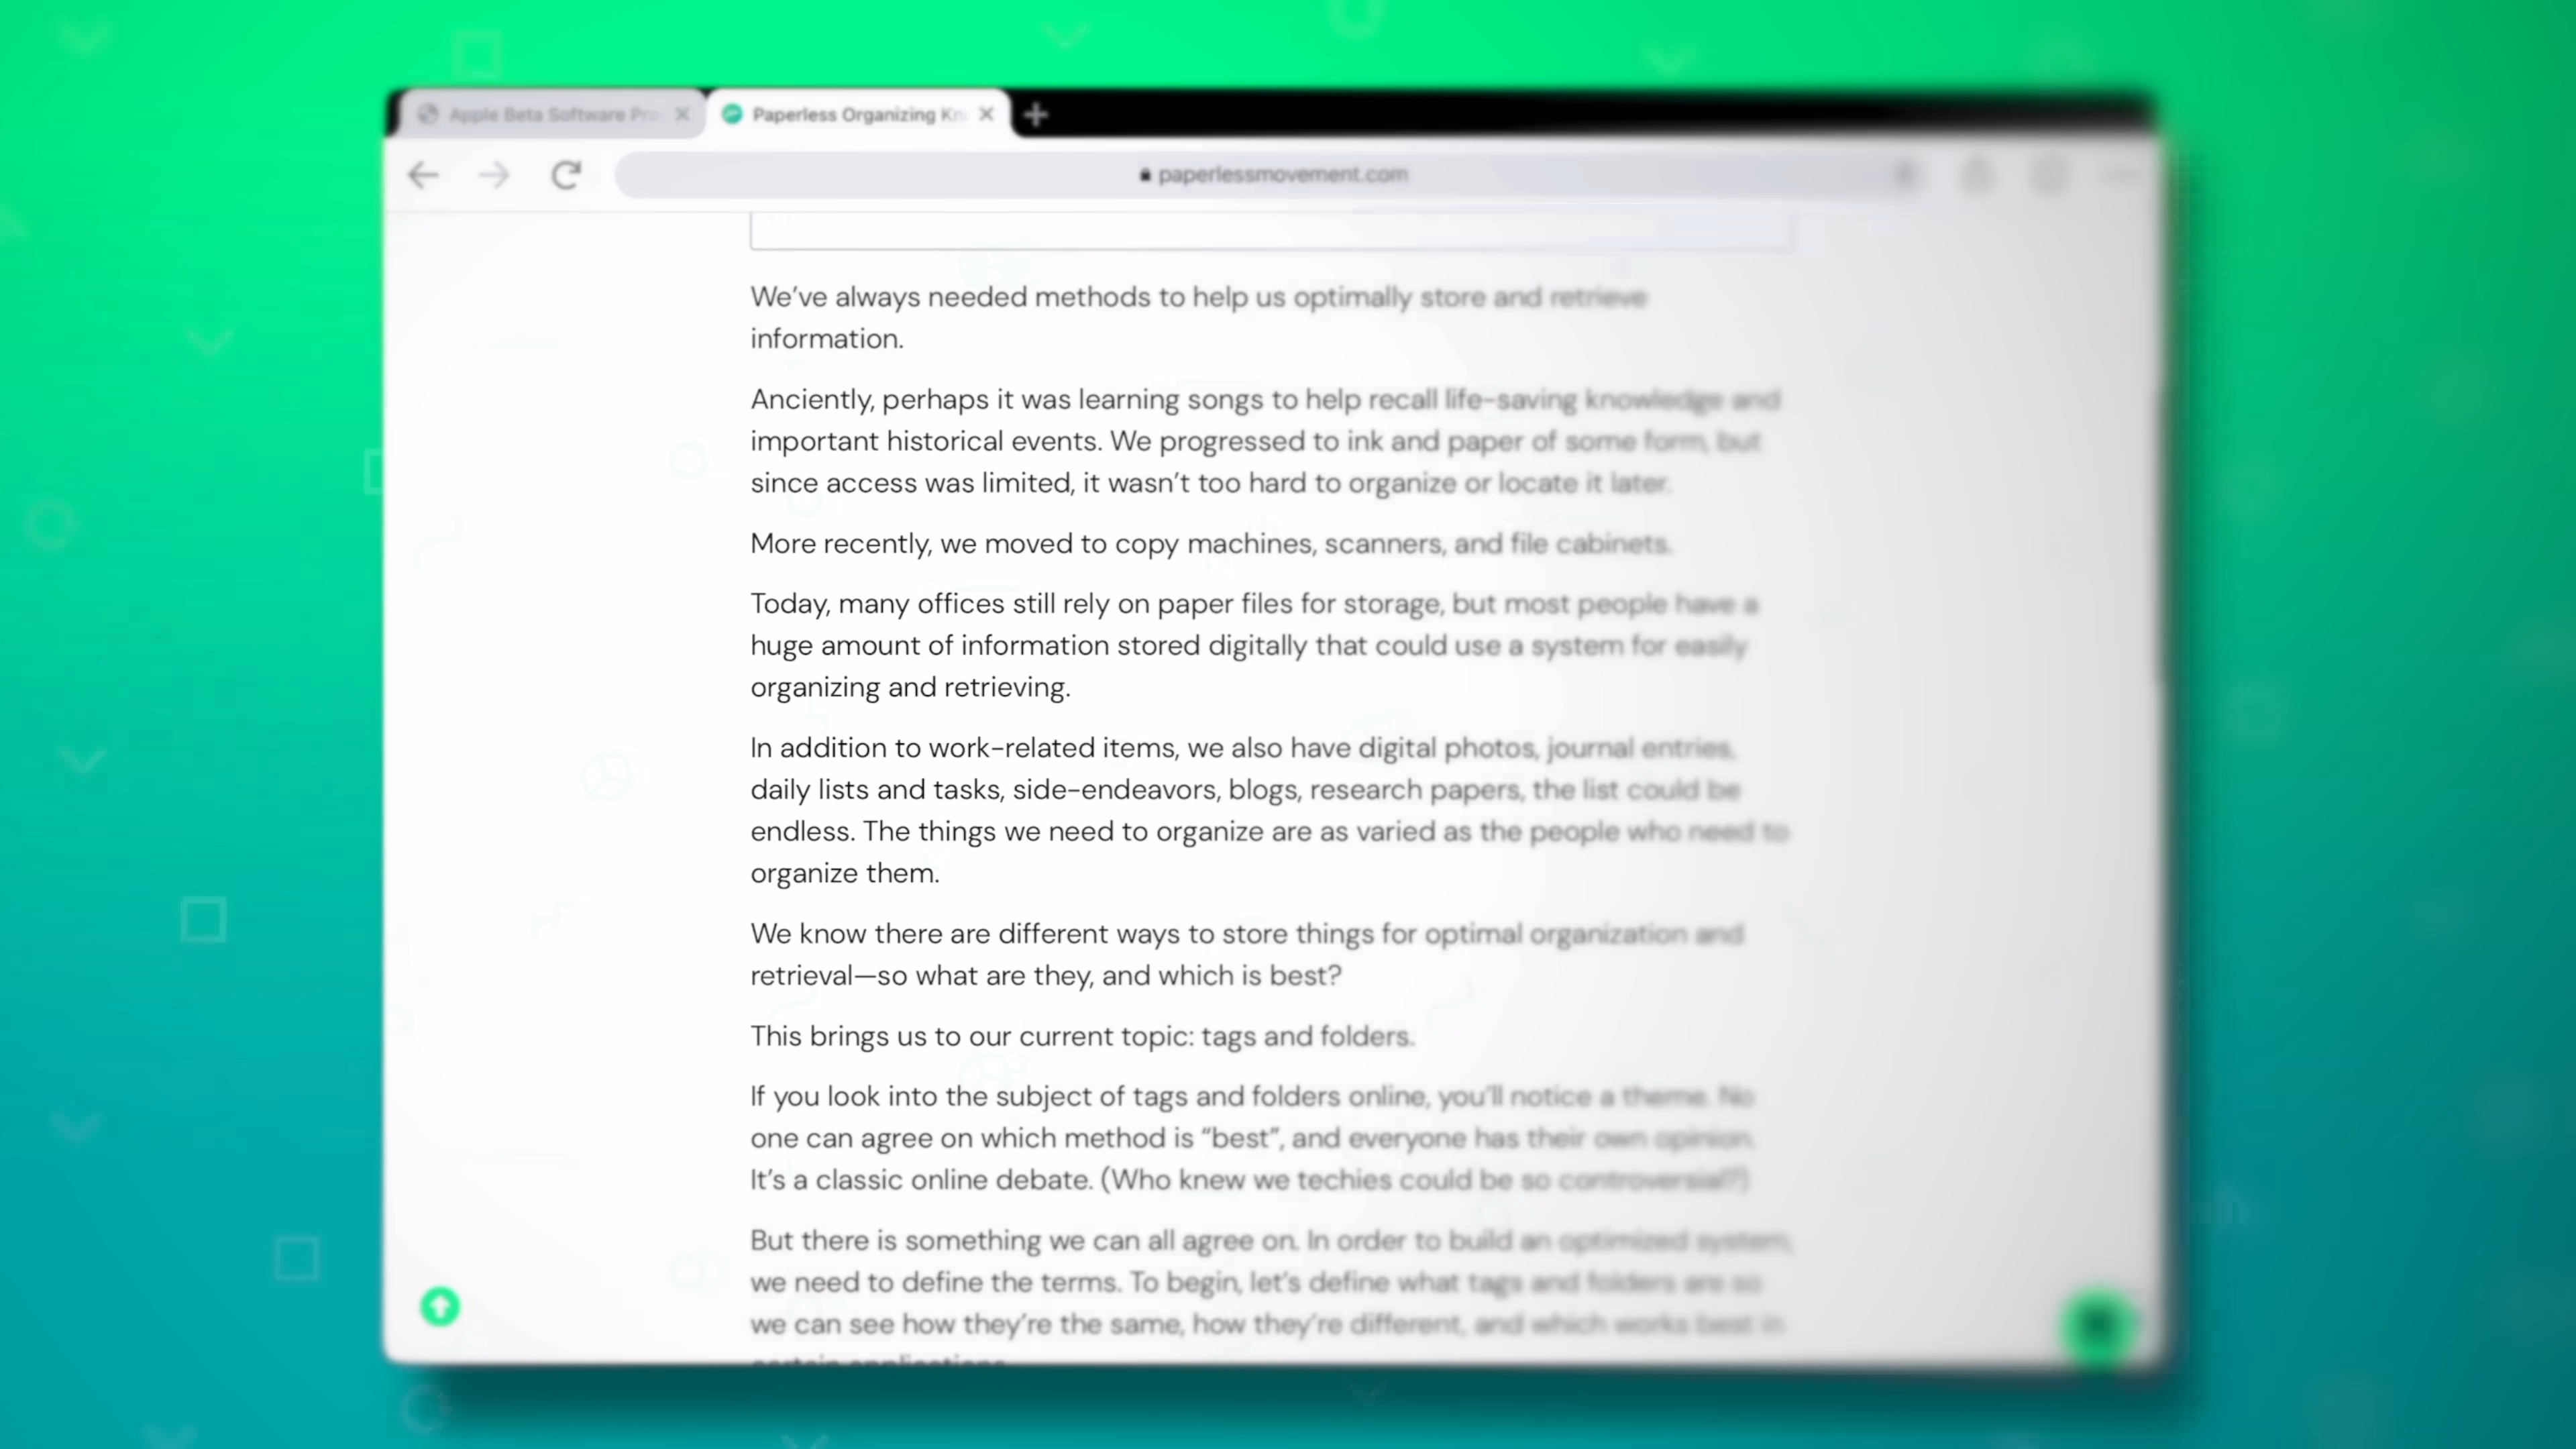 Apple Beta Software Pro
Paperless Organizing Kn
paperlessmovement.com
We've always needed methods to help us optimally store and retrieve
information.
Anciently, perhaps it was learning songs to help recall life-saving knowledge and
important historical events. We progressed to ink and paper of some form, but
since access was limited, it wasn't too hard to organize or locate it later.
More recently, we moved to copy machines, scanners, and file cabinets.
Today, many offices still rely on paper files for storage, but most people have a
huge amount of information stored digitally that could use a system for easily
organizing and retrieving.
In addition to work-related items, we also have digital photos, journal entries,
daily lists and tasks, side-endeavors, blogs, research papers, the list could be
endless. The things we need to organize are as varied as the people who need to
organize them.
We know there are different ways to store things for optimal organization and
retrieval—so what are they, and which is best?
This brings us to our current topic: tags and folders.
If you look into the subject of tags and folders online, you'll notice a theme. No
one can agree on which method is “best”, and everyone has their own opinion.
It's a classic online debate. (Who knew we techies could be so controversial?)
But there is something we can all agree on. In order to build an optimized system,
we need to define the terms. To begin, let's define what tags and folders are so
we can see how they're the same, how they're different, and which works best in